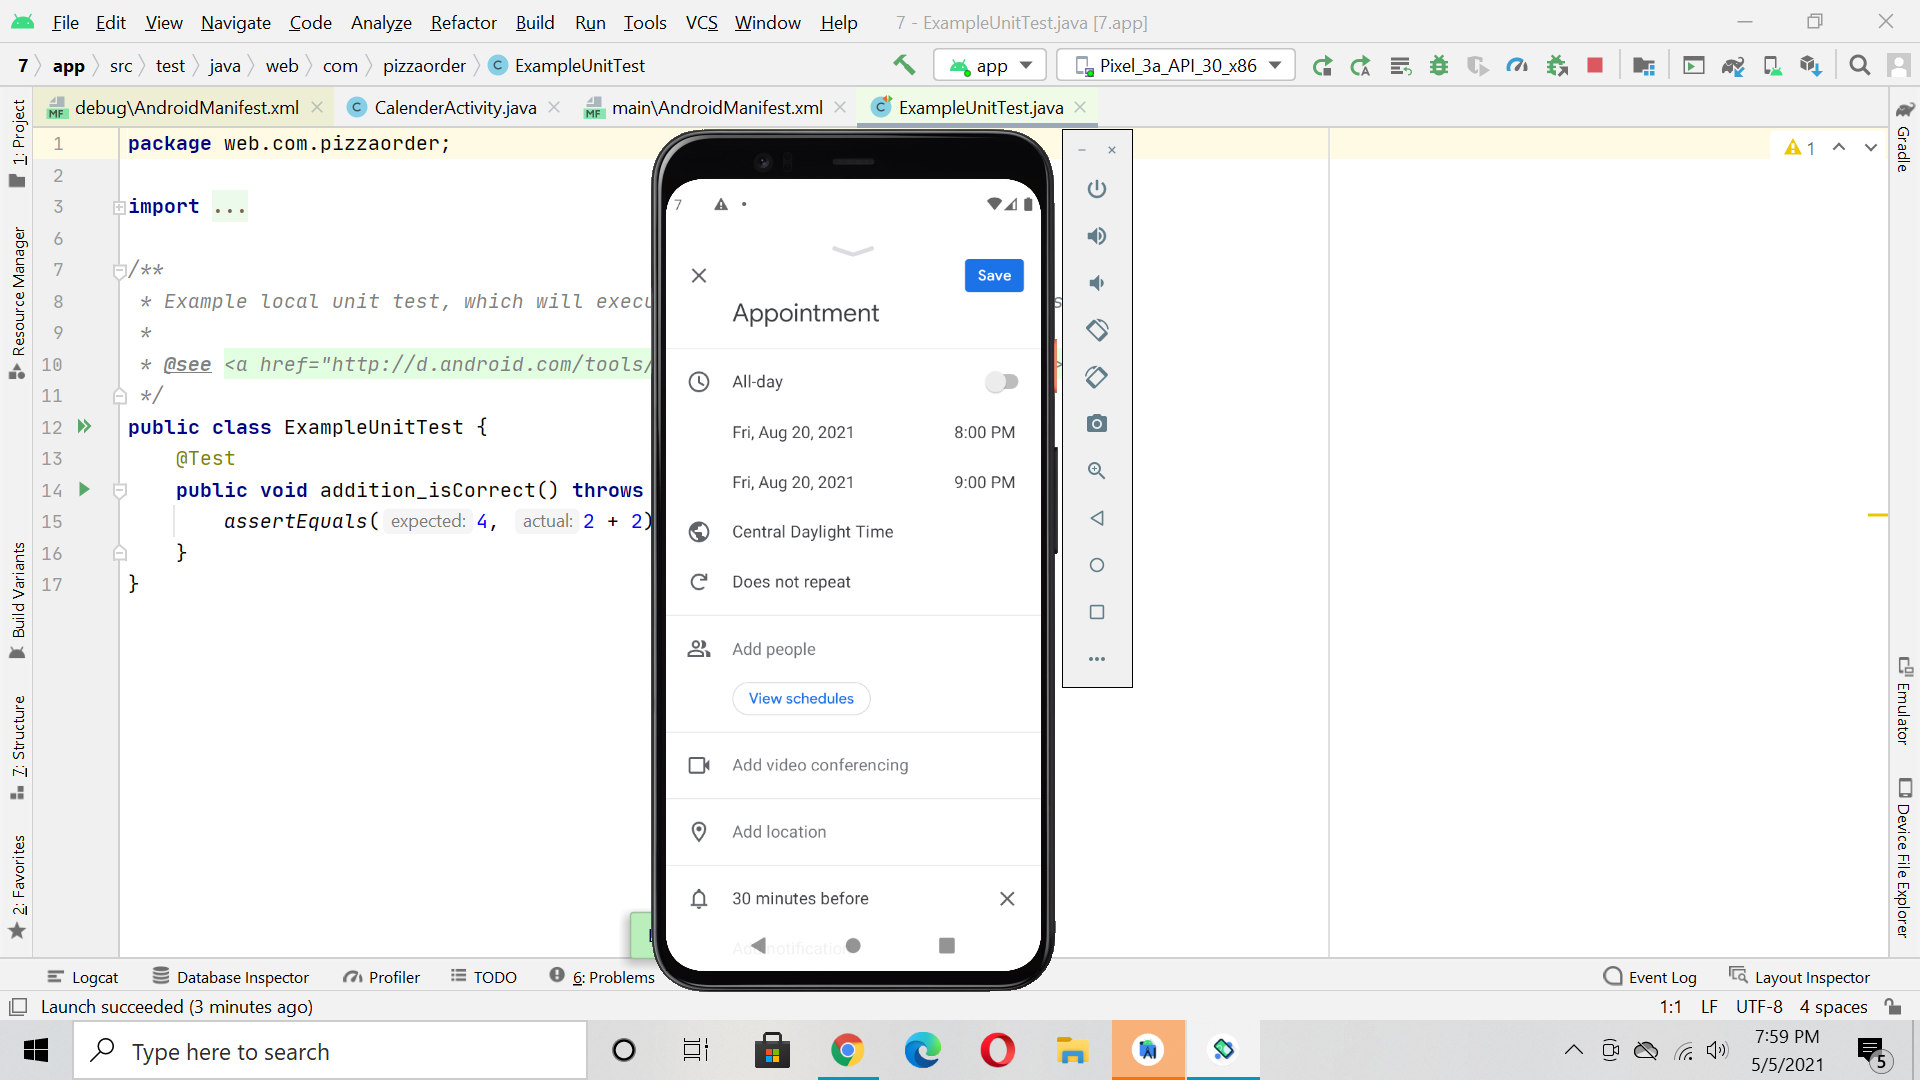 File Edit View Navigate Code Analyze Refactor Build Run Tools VCS Window Help 7 - ExampleUnitTest.java [7.app]
7 app src test java web com pizzaorder C ExampleUnitTest app Pixel_3a_API_30_x86
MF debug\AndroidManifest.xml C CalenderActivity.java MF main\AndroidManifest.xml C ExampleUnitTest.java
1: Project
Resource Manager
Build Variants
7: Structure
2: Favorites
1 package web.com.pizzaorder;
2
3 import ...
6
7 /**
8 * Example local unit test, which will execu
9 *
10 * @see <a href="http://d.android.com/tools/
11 */
12 public class ExampleUnitTest {
13 @Test
14 public void addition_isCorrect() throws
15 assertEquals( expected: 4, actual: 2 + 2)
16 }
17 }
1
7
Save
Appointment
All-day
Fri, Aug 20, 2021 8:00 PM
Fri, Aug 20, 2021 9:00 PM
Central Daylight Time
Does not repeat
Add people
View schedules
Add video conferencing
Add location
30 minutes before
Add notification
Gradle
Emulator
Device File Explorer
Logcat Database Inspector Profiler TODO 6: Problems Event Log Layout Inspector
Launch succeeded (3 minutes ago) 1:1 LF UTF-8 4 spaces
Type here to search
7:59 PM
5/5/2021
5